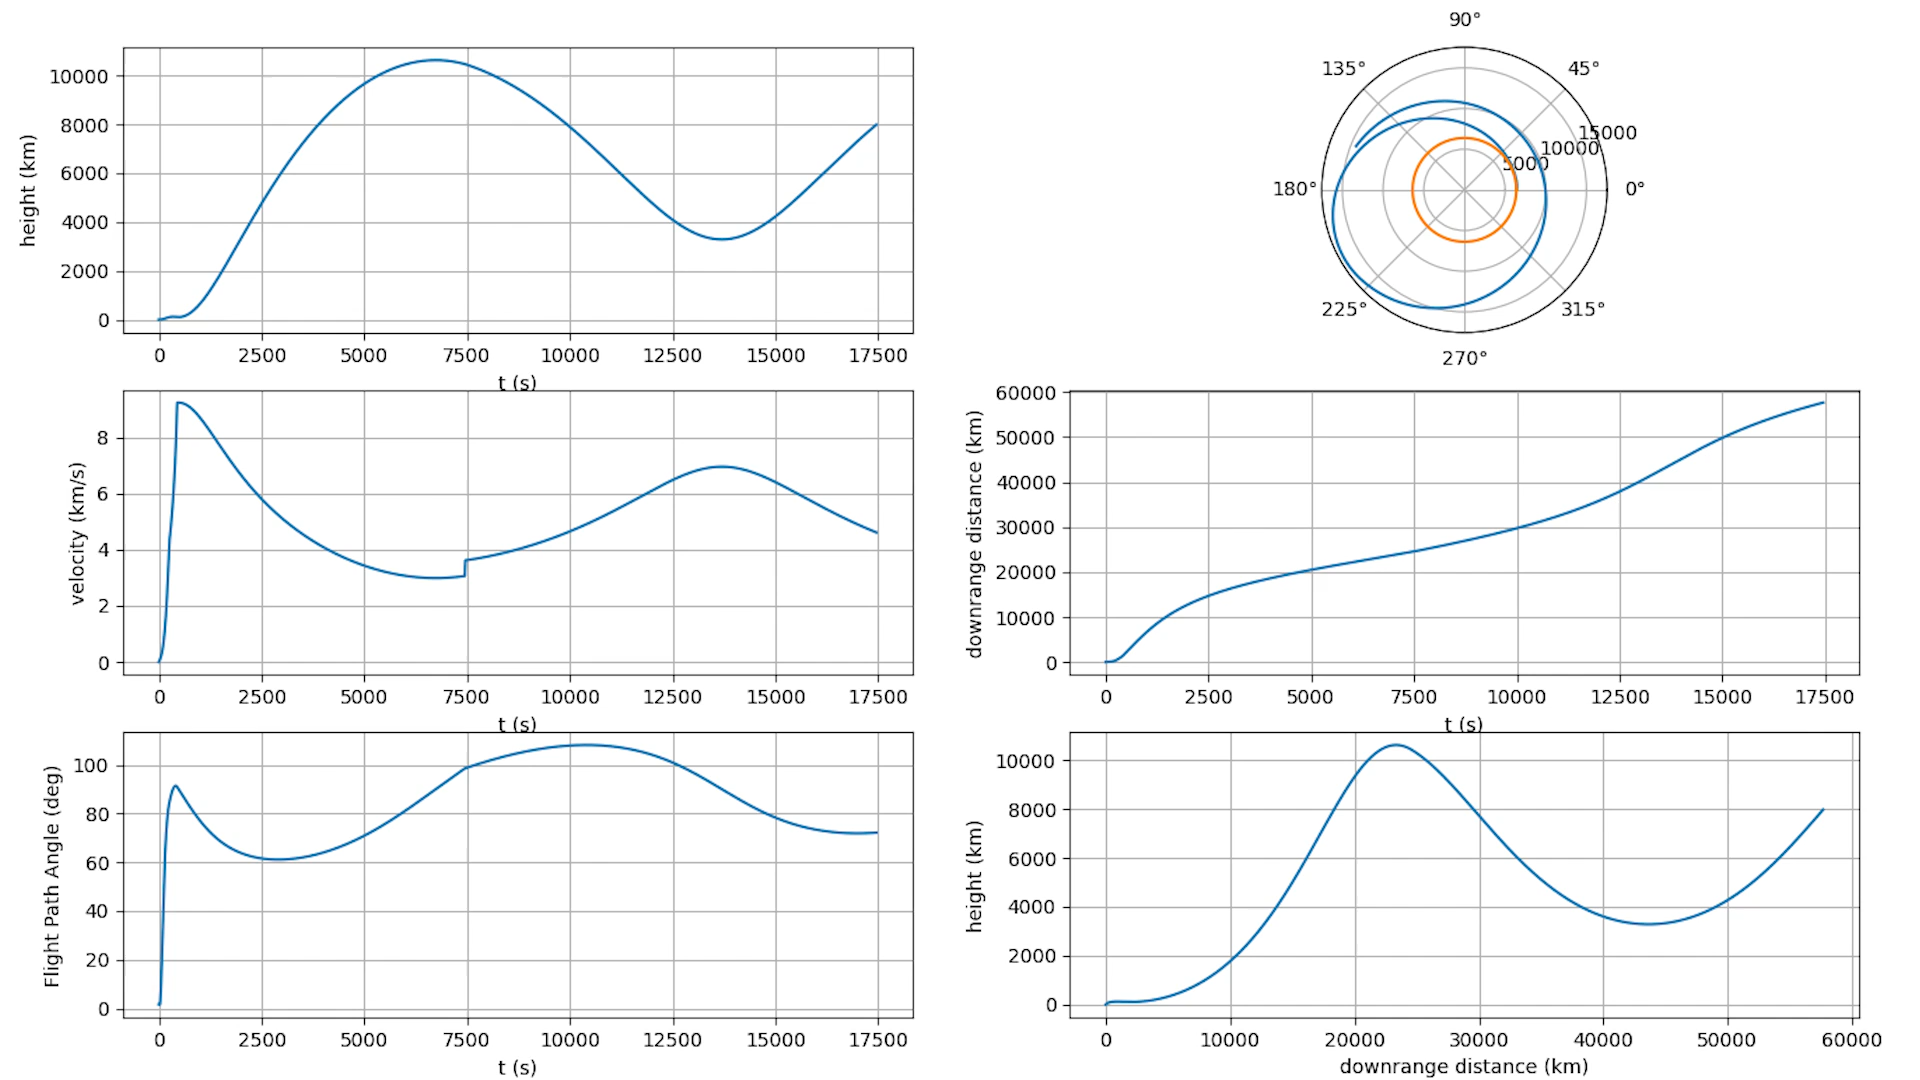 height (km)
10000
8000
6000
4000
2000
0
0 2500 5000 7500 10000 12500 15000 17500
t (s)
90°
135° 45°
180° 0°
225° 315°
270°
5000 10000 15000
velocity (km/s)
8
6
4
2
0
0 2500 5000 7500 10000 12500 15000 17500
t (s)
downrange distance (km)
60000
50000
40000
30000
20000
10000
0
0 2500 5000 7500 10000 12500 15000 17500
t (s)
Flight Path Angle (deg)
100
80
60
40
20
0
0 2500 5000 7500 10000 12500 15000 17500
t (s)
height (km)
10000
8000
6000
4000
2000
0
0 10000 20000 30000 40000 50000 60000
downrange distance (km)